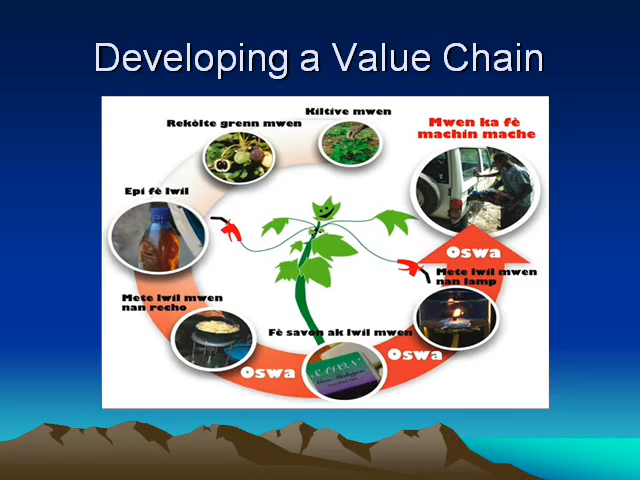 Developing a Value Chain
Kiltive mwen
Rekòlte grenn mwen
Mwen ka fè
machin mache
Epi fè lwil
Oswa
Mete lwil mwen
nan lamp
Mete lwil mwen
nan recho
Fè savon ak lwil mwen
Oswa
Oswa
SAVON